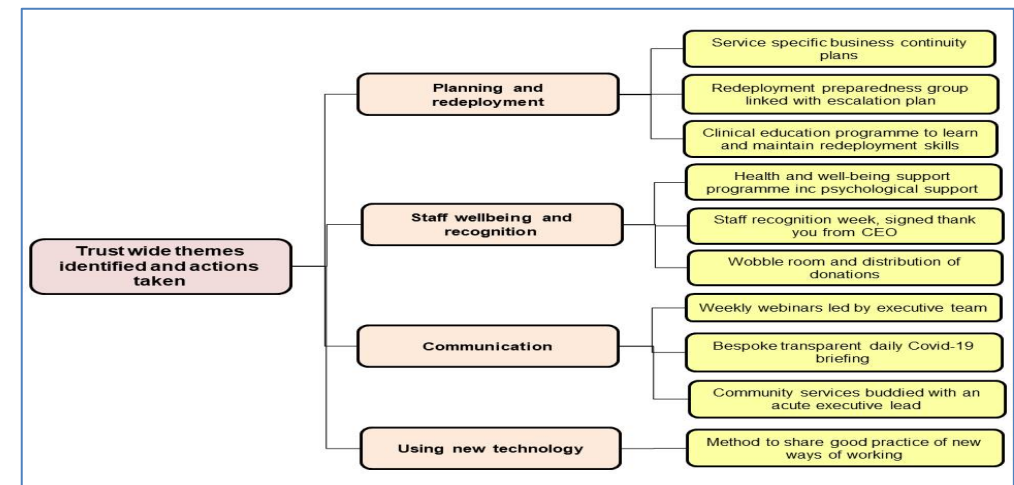 Trust wide themes
identified and actions
taken
Planning and
redeployment
Service specific business continuity
plans
Redeployment preparedness group
linked with escalation plan
Clinical education programme to learn
and maintain redeployment skills
Staff wellbeing and
recognition
Health and well-being support
programme inc psychological support
Staff recognition week, signed thank
you from CEO
Wobble room and distribution of
donations
Communication
Weekly webinars led by executive team
Bespoke transparent daily Covid-19
briefing
Community services buddied with an
acute executive lead
Using new technology
Method to share good practice of new
ways of working